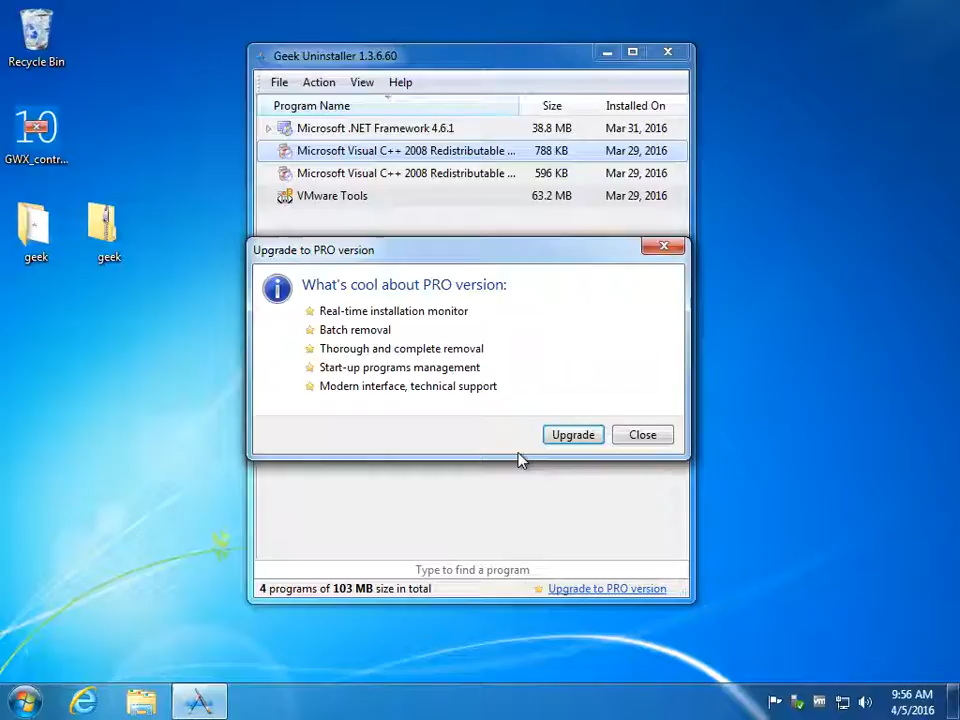 Recycle Bin
GWX_contr...
geek
geek
Geek Uninstaller 1.3.6.60
File Action View Help
Program Name Size Installed On
Microsoft .NET Framework 4.6.1 38.8 MB Mar 31, 2016
Microsoft Visual C++ 2008 Redistributable ... 788 KB Mar 29, 2016
Microsoft Visual C++ 2008 Redistributable ... 596 KB Mar 29, 2016
VMware Tools 63.2 MB Mar 29, 2016
Upgrade to PRO version
What's cool about PRO version:
Real-time installation monitor
Batch removal
Thorough and complete removal
Start-up programs management
Modern interface, technical support
Upgrade Close
Type to find a program
4 programs of 103 MB size in total Upgrade to PRO version
9:56 AM
4/5/2016